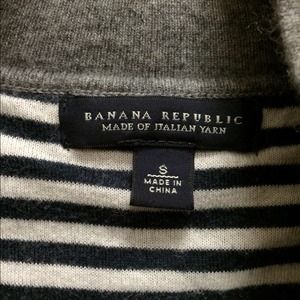 BANANA REPUBLIC
MADE OF ITALIAN YARN
S
MADE IN
CHINA